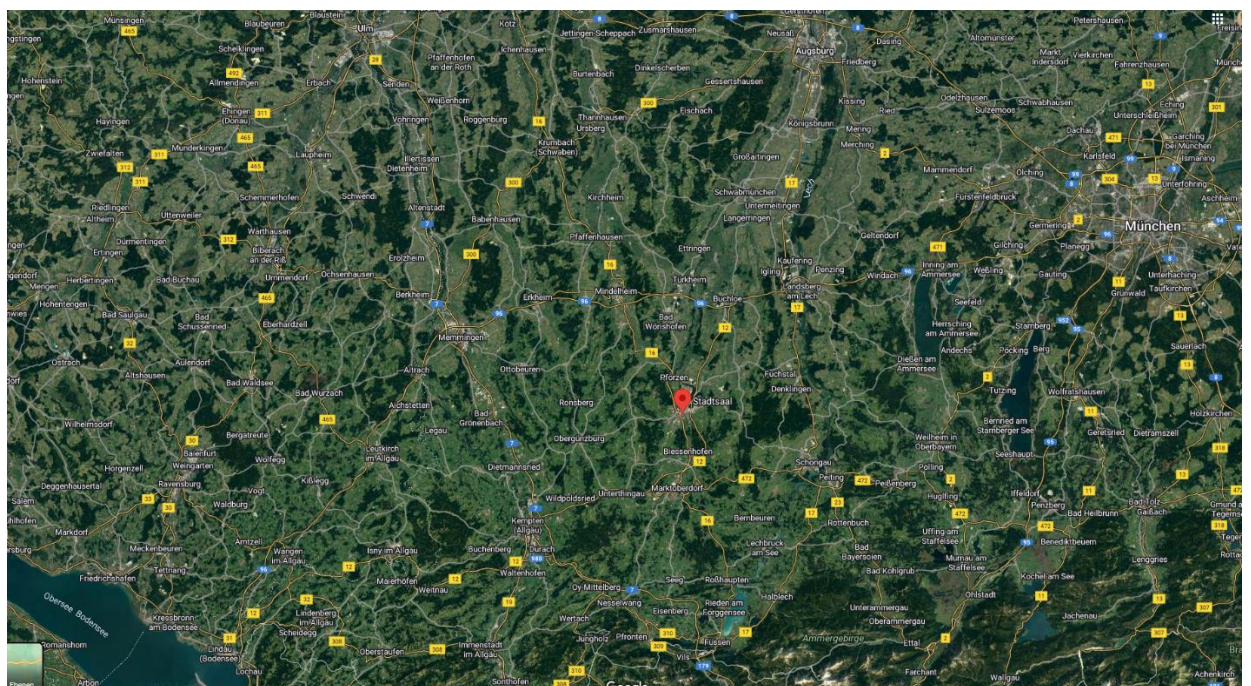 Münsingen
Münsingen
Blaubeuren
Blaustein
Ulm
Pfaffenhofen
an der Roth
Kötz
Ichenhausen
Jettingen-Scheppach
Zusmarshausen
Neusäß
Augsburg
Dasing
Altomünster
Petershausen
Markt
Indersdorf
Vierkirchen
Fahrenzhausen
Scheiklingen
Allmendingen
Erbach
Senden
Weißenhorn
Burtenbach
Dinkelscherben
Gessertshausen
Friedberg
Hohenstein
Hayingen
Ehingen
(Donau)
Vöhringen
Roggenburg
Thannhausen
Ursberg
Fischach
Kissing
Ried
Odelzhausen
Sulzemoos
Schwabhausen
Eching
Unterschleißheim
Zwiefalten
Munderkingen
Laupheim
Illertissen
Dietenheim
Krumbach
(Schwaben)
Königsbrunn
Mering
Merching
Dachau
Karlsfeld
Garching
bei München
Ismaning
Großaitingen
Mammendorf
Olching
Unterföhring
Riedlingen
Altheim
Uttenweiler
Schemmerhofen
Schwendi
Altenstadt
Kirchheim
Schwabmünchen
Untermeitingen
Langerringen
Lech
Fürstenfeldbruck
Aschheim
Ertingen
Dürmentingen
Warthausen
Biberach
an der Riß
Babenhausen
Pfaffenhausen
Ettringen
Geltendorf
Germering
Planegg
München
Herbertingen
Bad Buchau
Ummendorf
Ochsenhausen
Erolzheim
Türkheim
Kaufering
Igling
Penzing
Windach
Inning am
Ammersee
Gilching
Weßling
Gauting
Unterhaching
Taufkirchen
Mengen
Hohentengen
Berkheim
Erkheim
Mindelheim
Buchloe
Landsberg
am Lech
Seefeld
Grünwald
Bad Saulgau
Bad
Schussenried
Eberhardzell
Memmingen
Bad
Wörishofen
Herrsching
am Ammersee
Starnberg
Sauerlach
Ostrach
Altshausen
Aulendorf
Bad Waldsee
Bad Wurzach
Aitrach
Ottobeuren
Pforzen
Fuchstal
Denklingen
Dießen am
Ammersee
Andechs
Pöcking
Berg
Tutzing
Wolfratshausen
Holzkirchen
Aichstetten
Ronsberg
Stadtsaal
Wilhelmsdorf
Bergatreute
Legau
Bad
Grönenbach
Bernried am
Starnberger See
Geretsried
Dietramszell
Baienfurt
Weingarten
Wolfegg
Leutkirch
im Allgäu
Obergünzburg
Biessenhofen
Weilheim in
Oberbayern
Seeshaupt
Horgenzell
Deggenhausertal
Ravensburg
Vogt
Kißlegg
Dietmannsried
Schongau
Peiting
Peißenberg
Polling
Iffeldorf
Salem
Waldburg
Wildpoldsried
Unterthingau
Marktoberdorf
Huglfing
Penzberg
Bad Heilbrunn
Bad Tölz
Gaißach
Markdorf
Meckenbeuren
Amtzell
Wangen
im Allgäu
Isny im Allgäu
Buchenberg
Kempten
(Allgäu)
Durach
Bernbeuren
Rottenbuch
Uffing am
Staffelsee
Benediktbeuern
Tettnang
Friedrichshafen
Maierhöfen
Weitnau
Waltenhofen
Lechbruck
am See
Bad
Bayersoien
Bad Kohlgrub
Murnau am
Staffelsee
Lenggries
Obersee Bodensee
Kressbronn
am Bodensee
Lindenberg
im Allgäu
Scheidegg
Oy-Mittelberg
Nesselwang
Seeg
Roßhaupten
Rieden am
Forggensee
Halblech
Kochel am See
Ohlstadt
Wertach
Eisenberg
Unterammergau
Oberammergau
Jachenau
Romanshorn
Lindau
(Bodensee)
Oberstaufen
Immenstadt
im Allgäu
Jungholz
Pfronten
Füssen
Ammergebirge
Ettal
Arbon
Lochau
Sonthofen
Vils
Farchant
Wallgau
Achenkirch
Google
Ebenen